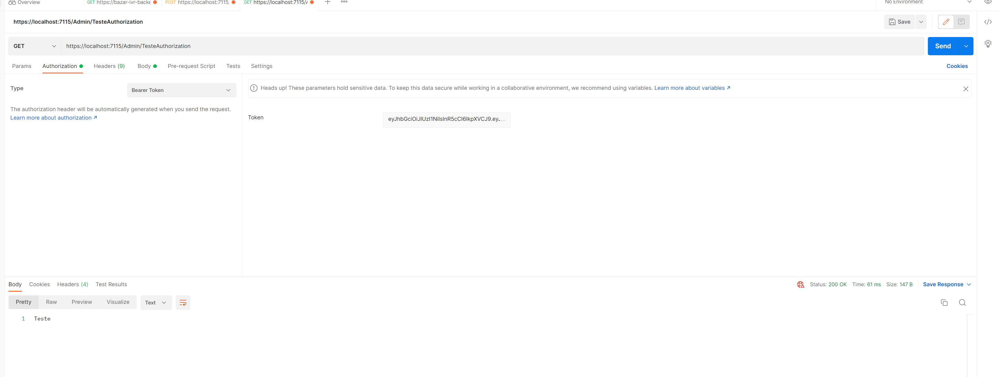 Overview GET https://bazar-ivr-backe POST https://localhost:7115, GET https://localhost:7115/A No Environment
https://localhost:7115/Admin/TesteAuthorization Save
GET https://localhost:7115/Admin/TesteAuthorization Send
Params Authorization Headers (9) Body Pre-request Script Tests Settings Cookies
Type Bearer Token
The authorization header will be automatically generated when you send the request.
Learn more about authorization ↗
Heads up! These parameters hold sensitive data. To keep this data secure while working in a collaborative environment, we recommend using variables. Learn more about variables ↗
Token eyJhbGciOiJIUzI1NiIsInR5cCI6IkpXVCJ9.eyJ...
Body Cookies Headers (4) Test Results Status: 200 OK Time: 61 ms Size: 147 B Save Response
Pretty Raw Preview Visualize Text
1 Teste